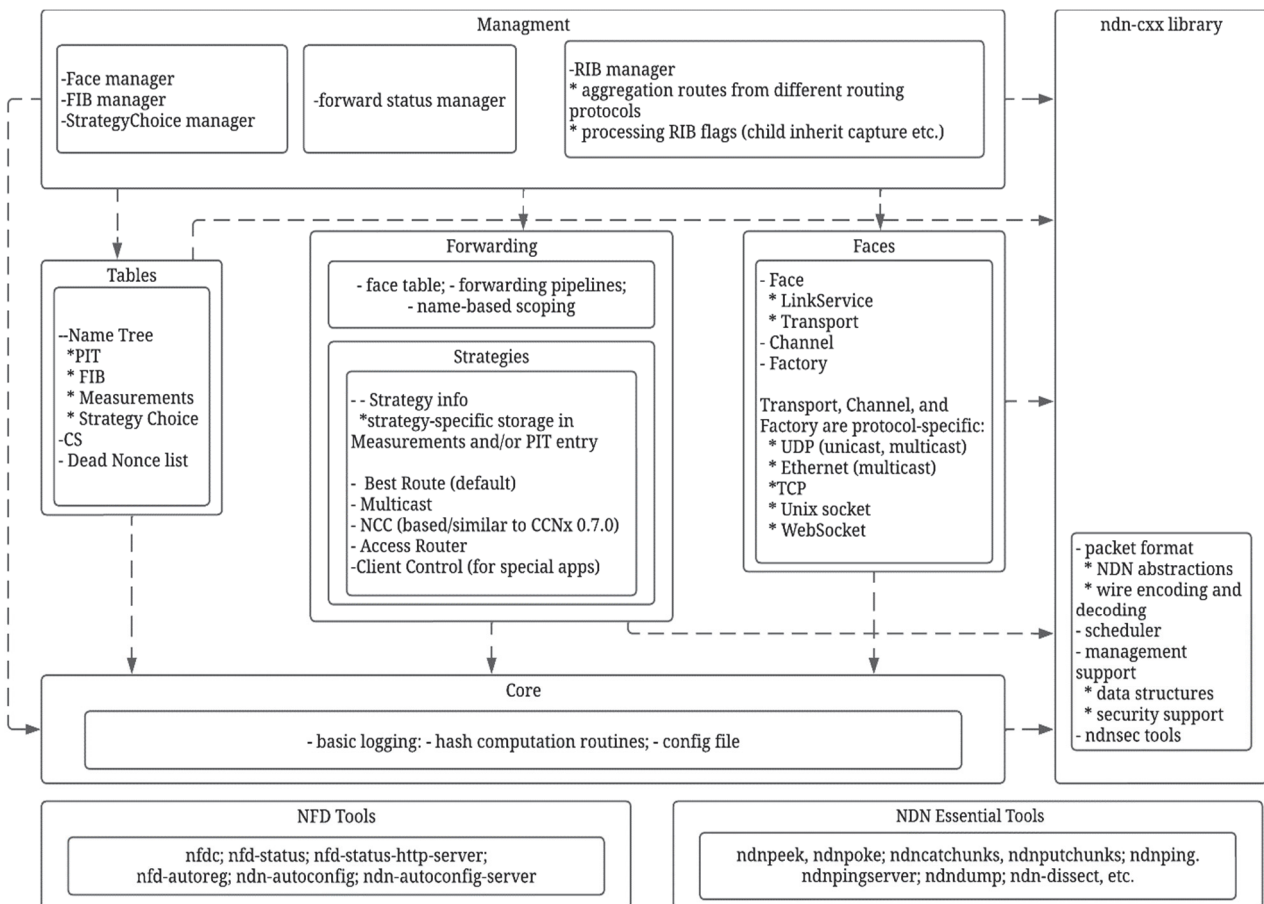 Managment
-Face manager
-FIB manager
-StrategyChoice manager
-forward status manager
-RIB manager
* aggregation routes from different routing
protocols
* processing RIB flags (child inherit capture etc.)
ndn-cxx library
Tables
--Name Tree
*PIT
* FIB
* Measurements
* Strategy Choice
-CS
- Dead Nonce list
Forwarding
- face table; - forwarding pipelines;
- name-based scoping
Strategies
- - Strategy info
*strategy-specific storage in
Measurements and/or PIT entry
- Best Route (default)
- Multicast
- NCC (based/similar to CCNx 0.7.0)
- Access Router
-Client Control (for special apps)
Faces
- Face
* LinkService
* Transport
- Channel
- Factory
Transport, Channel, and
Factory are protocol-specific:
* UDP (unicast, multicast)
* Ethernet (multicast)
*TCP
* Unix socket
* WebSocket
- packet format
* NDN abstractions
* wire encoding and
decoding
- scheduler
- management
support
* data structures
* security support
- ndnsec tools
Core
- basic logging: - hash computation routines; - config file
NFD Tools
nfdc; nfd-status; nfd-status-http-server;
nfd-autoreg; ndn-autoconfig; ndn-autoconfig-server
NDN Essential Tools
ndnpeek, ndnpoke; ndncatchunks, ndnputchunks; ndnping.
ndnpingserver; ndndump; ndn-dissect, etc.